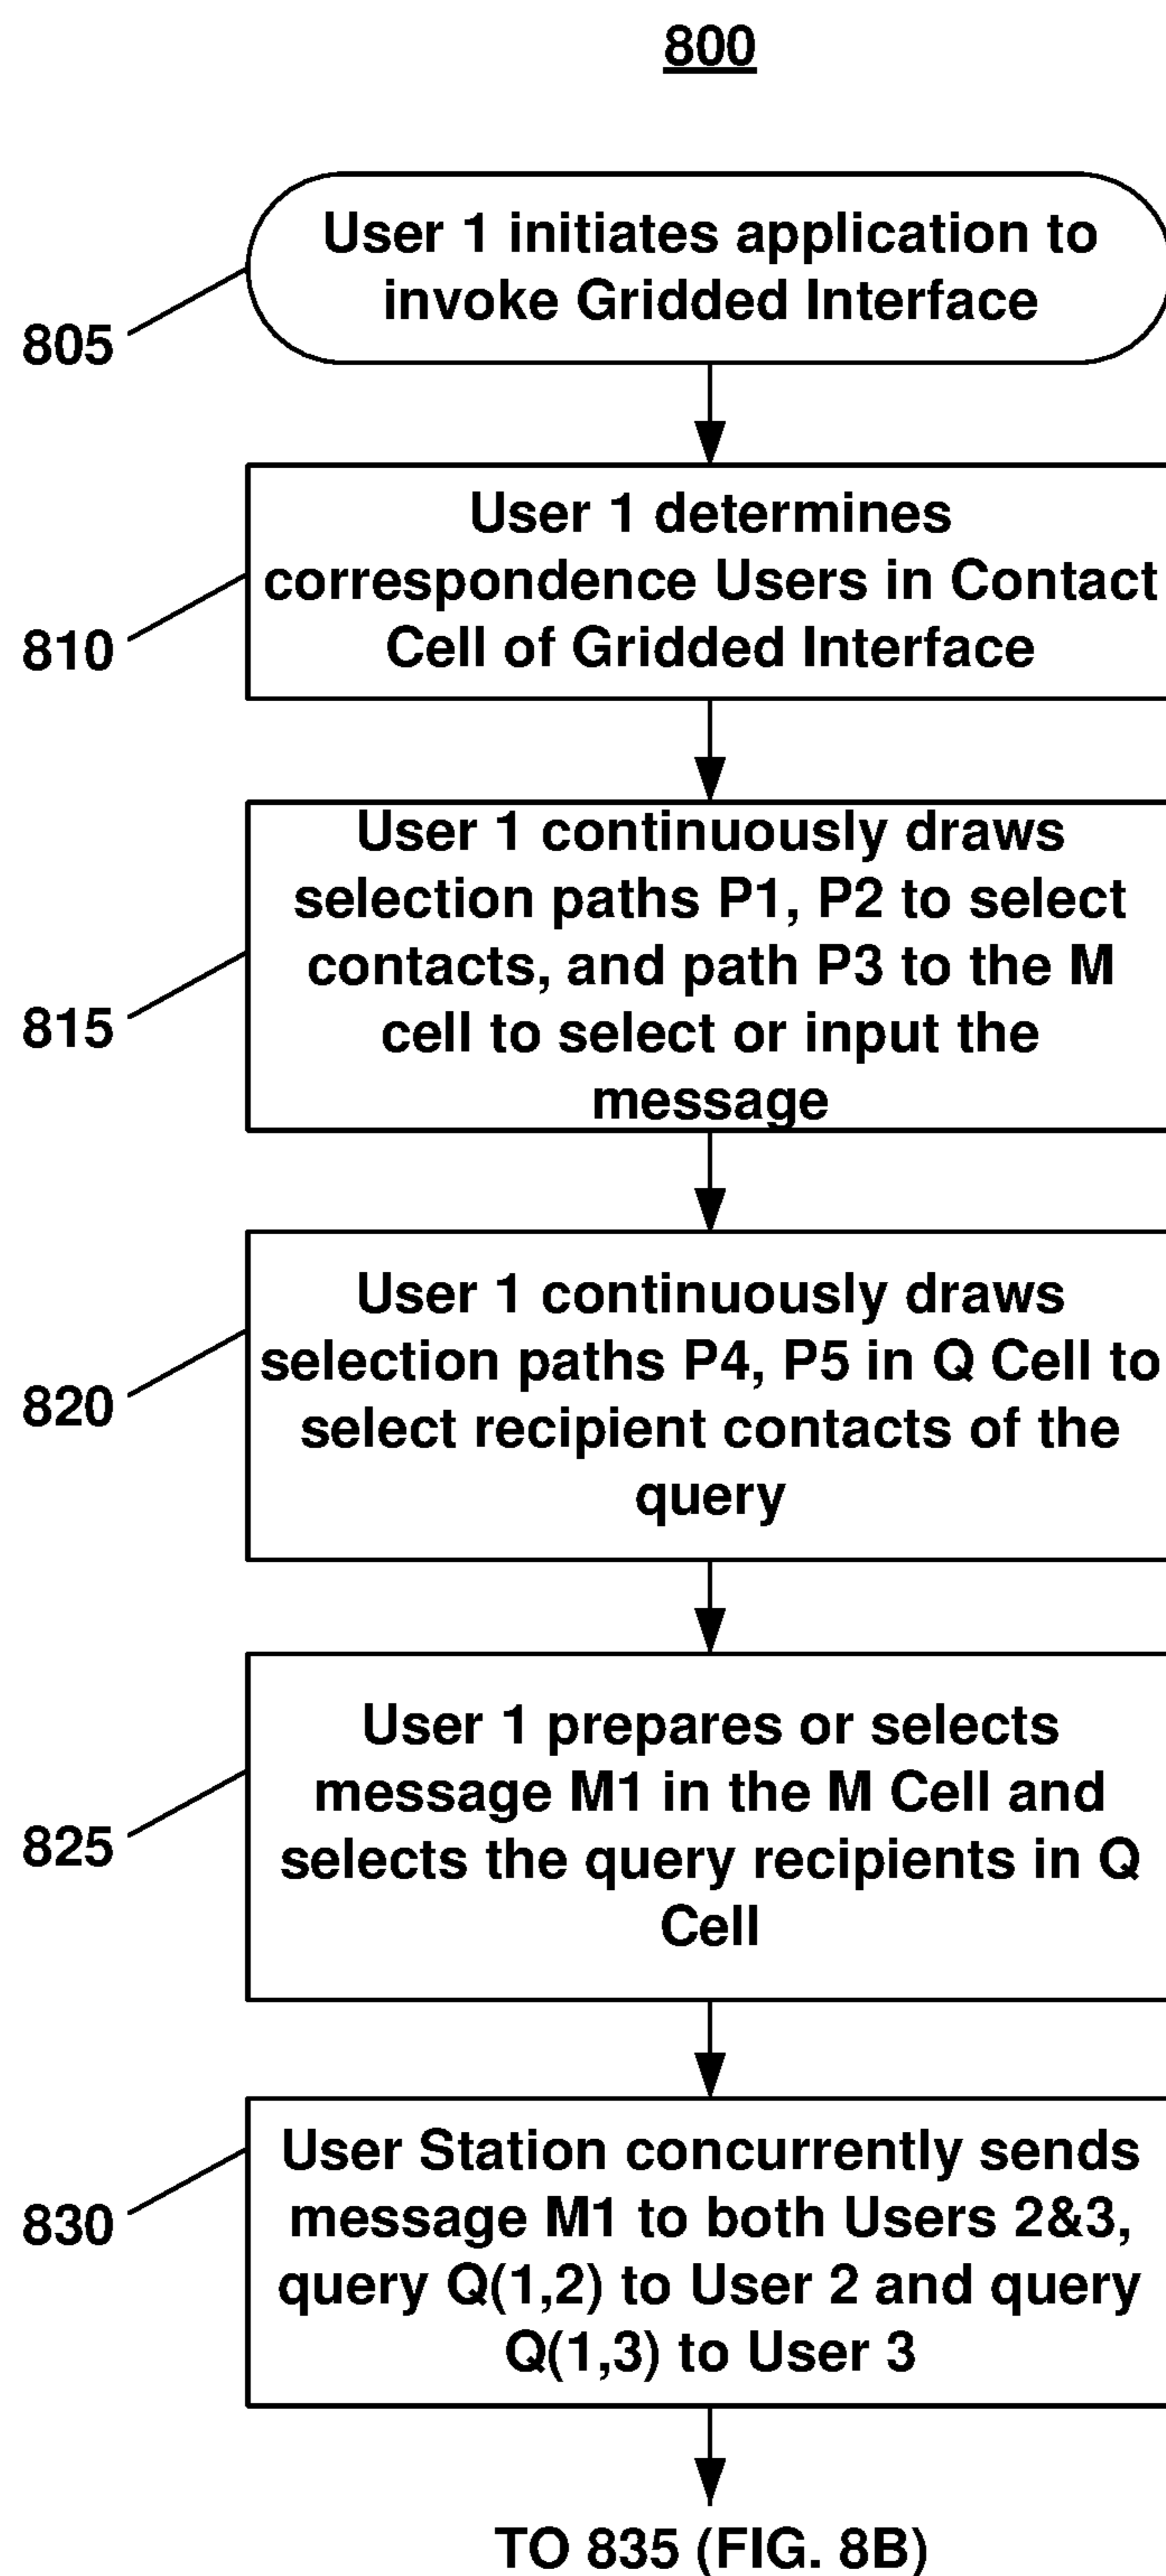 800
User 1 initiates application to
invoke Gridded Interface
805
User 1 determines
correspondence Users in Contact
Cell of Gridded Interface
810
User 1 continuously draws
selection paths P1, P2 to select
contacts, and path P3 to the M
cell to select or input the
message
815
User 1 continuously draws
selection paths P4, P5 in Q Cell to
select recipient contacts of the
query
820
User 1 prepares or selects
message M1 in the M Cell and
selects the query recipients in Q
Cell
825
User Station concurrently sends
message M1 to both Users 2&3,
query Q(1,2) to User 2 and query
Q(1,3) to User 3
830
TO 835 (FIG. 8B)